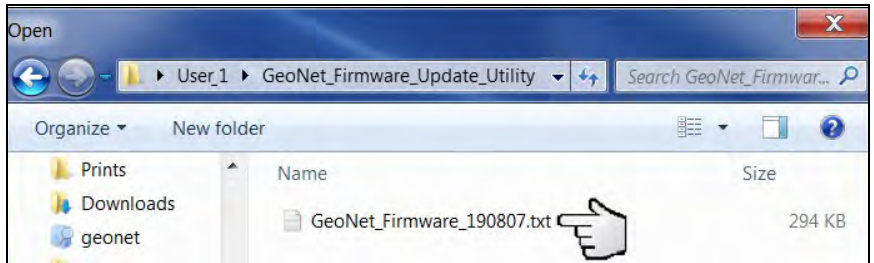 Open
User_1 GeoNet_Firmware_Update_Utility Search GeoNet_Firmwar...
Organize New folder
Prints Name Size
Downloads
GeoNet_Firmware_190807.txt 294 KB
geonet